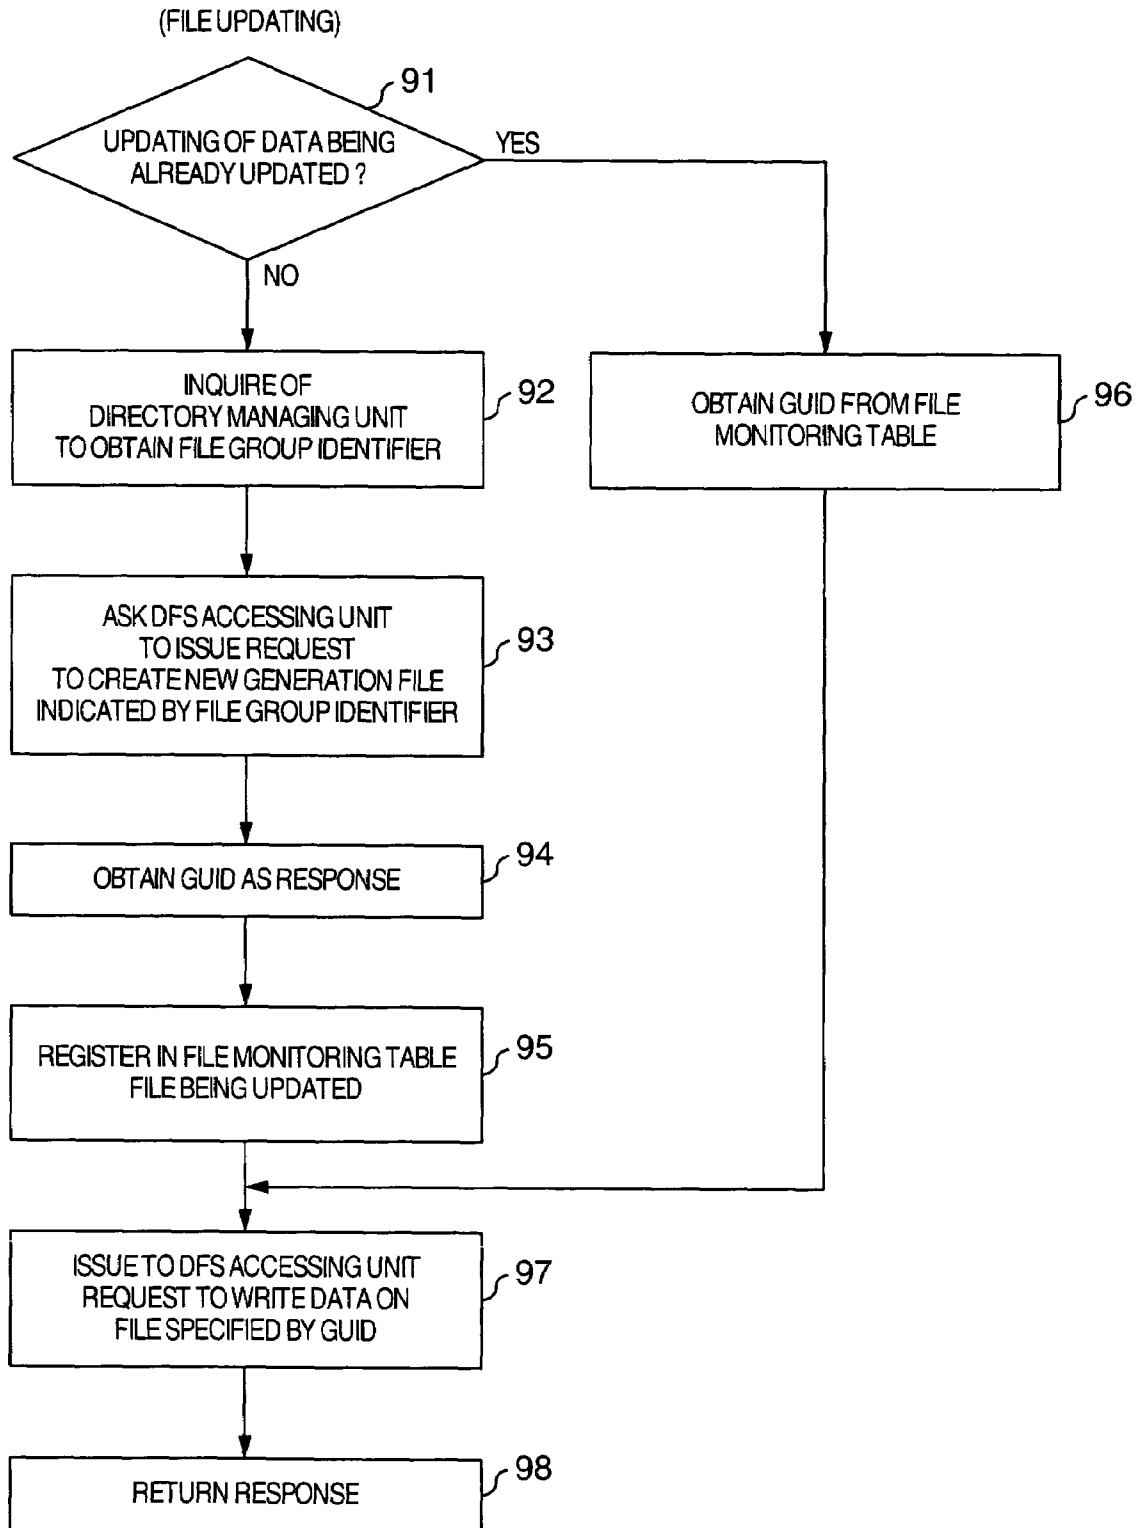 (FILE UPDATING)
91
UPDATING OF DATA BEING
ALREADY UPDATED ?
YES
NO
INQUIRE OF
DIRECTORY MANAGING UNIT
TO OBTAIN FILE GROUP IDENTIFIER
92
OBTAIN GUID FROM FILE
MONITORING TABLE
96
ASK DFS ACCESSING UNIT
TO ISSUE REQUEST
TO CREATE NEW GENERATION FILE
INDICATED BY FILE GROUP IDENTIFIER
93
OBTAIN GUID AS RESPONSE
94
REGISTER IN FILE MONITORING TABLE
FILE BEING UPDATED
95
ISSUE TO DFS ACCESSING UNIT
REQUEST TO WRITE DATA ON
FILE SPECIFIED BY GUID
97
RETURN RESPONSE
98